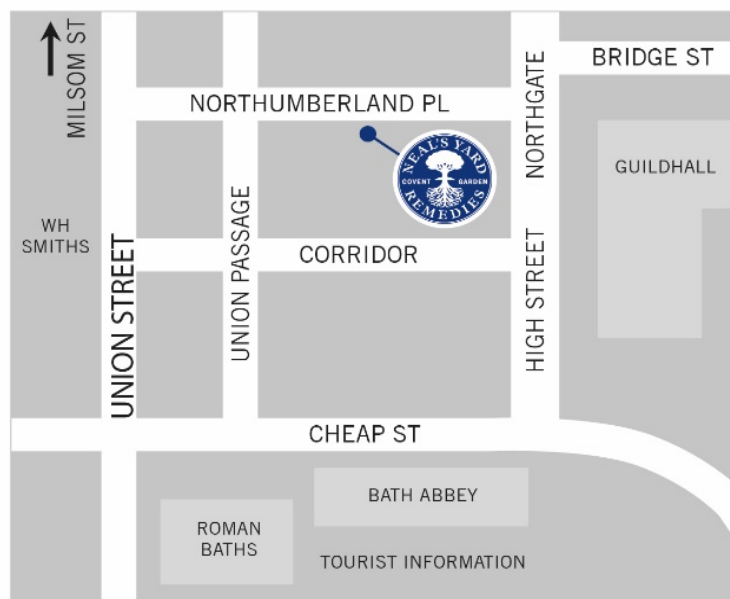 MILSOM ST
BRIDGE ST
NORTHUMBERLAND PL
NORTHGATE
NEAL'S YARD
COVENT GARDEN
REMEDIES
GUILDHALL
WH
SMITHS
UNION STREET
UNION PASSAGE
CORRIDOR
HIGH STREET
CHEAP ST
BATH ABBEY
ROMAN
BATHS
TOURIST INFORMATION